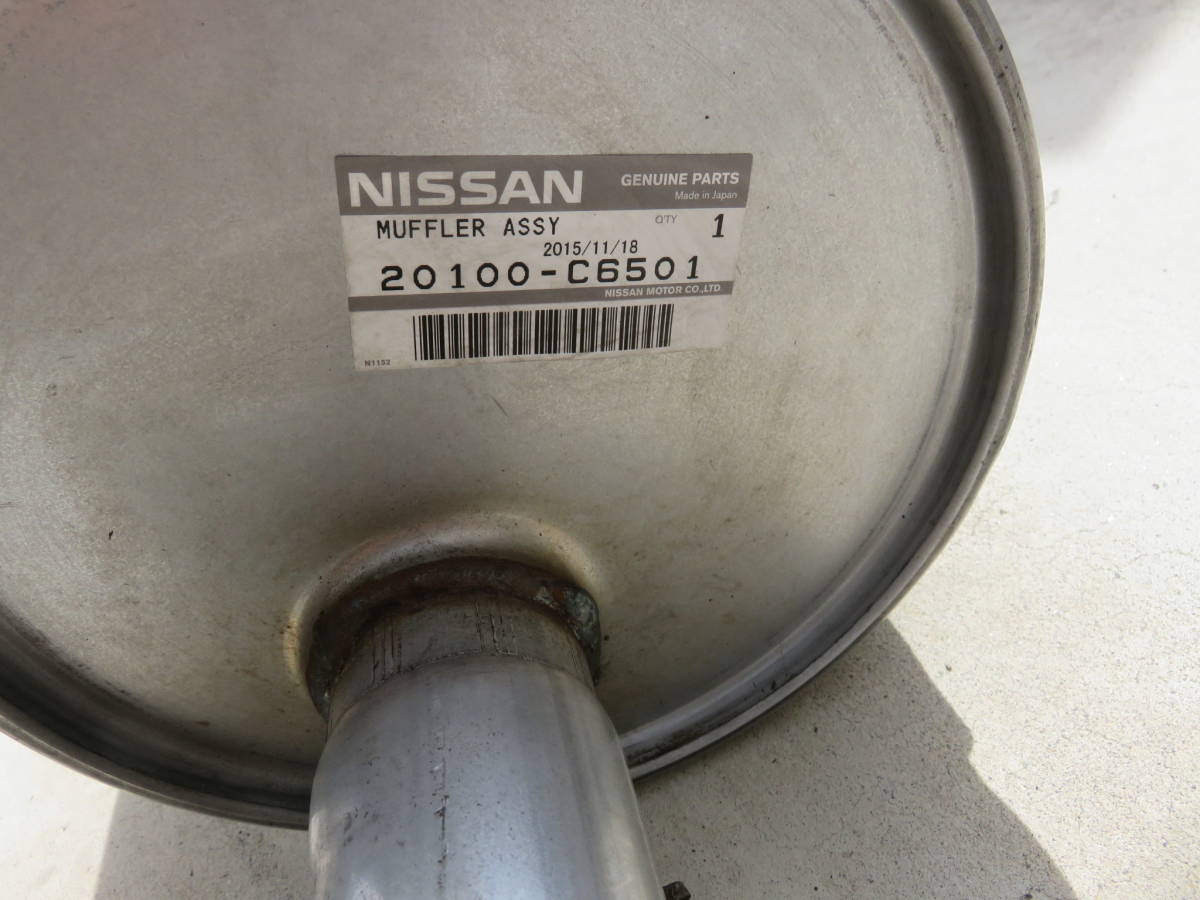 NISSAN GENUINE PARTS
Made in Japan
MUFFLER ASSY Q'TY 1
2015/11/18
20100-C6501
NISSAN MOTOR CO.,LTD.
N1152